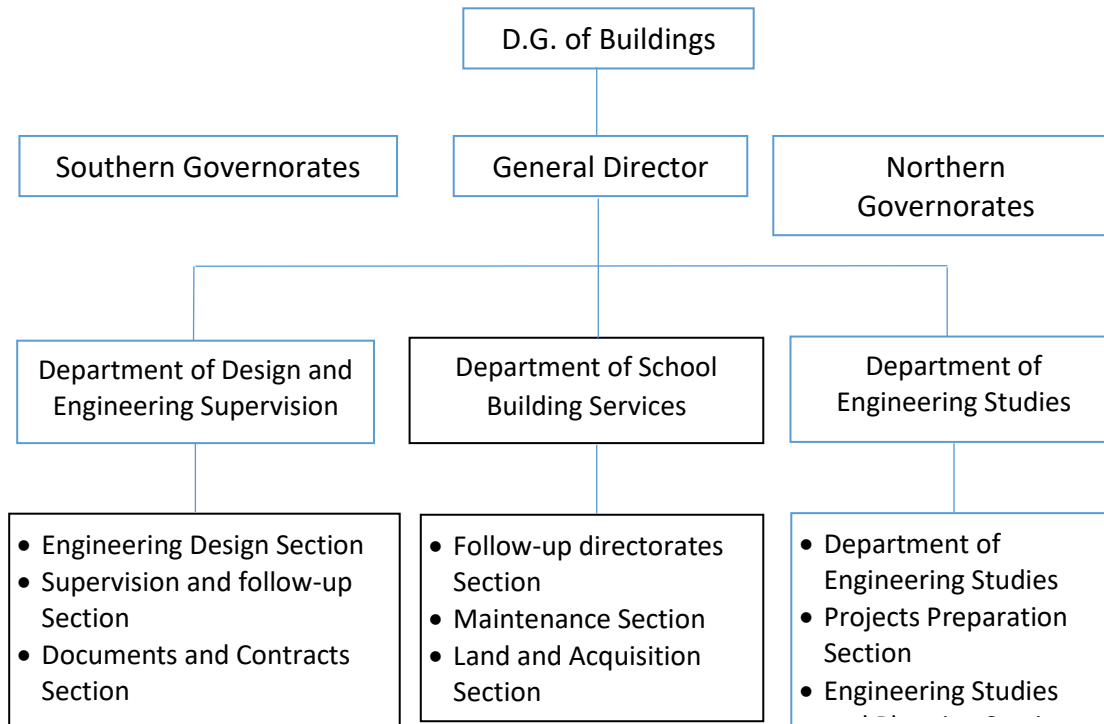 D.G. of Buildings
Southern Governorates
General Director
Northern
Governorates
Department of Design and
Engineering Supervision
Department of School
Building Services
Department of
Engineering Studies
• Engineering Design Section
• Supervision and follow-up
Section
• Documents and Contracts
Section
• Follow-up directorates
Section
• Maintenance Section
• Land and Acquisition
Section
• Department of
Engineering Studies
• Projects Preparation
Section
• Engineering Studies